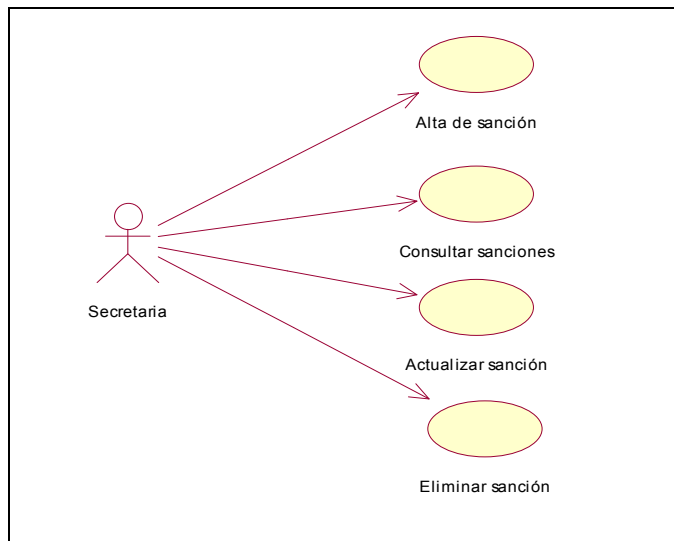 Alta de sanción
Consultar sanciones
Secretaria
Actualizar sanción
Eliminar sanción